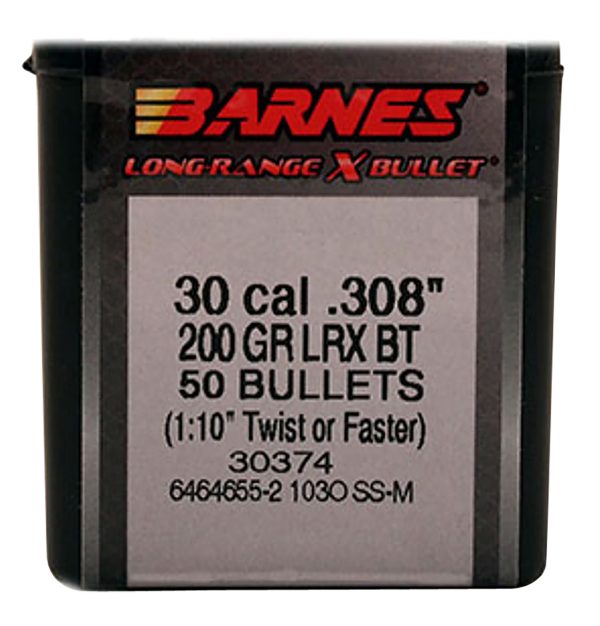 BARNES®
LONG-RANGE X BULLET®
30 cal .308"
200 GR LRX BT
50 BULLETS
(1:10" Twist or Faster)
30374
6464655-2 1030 SS-M